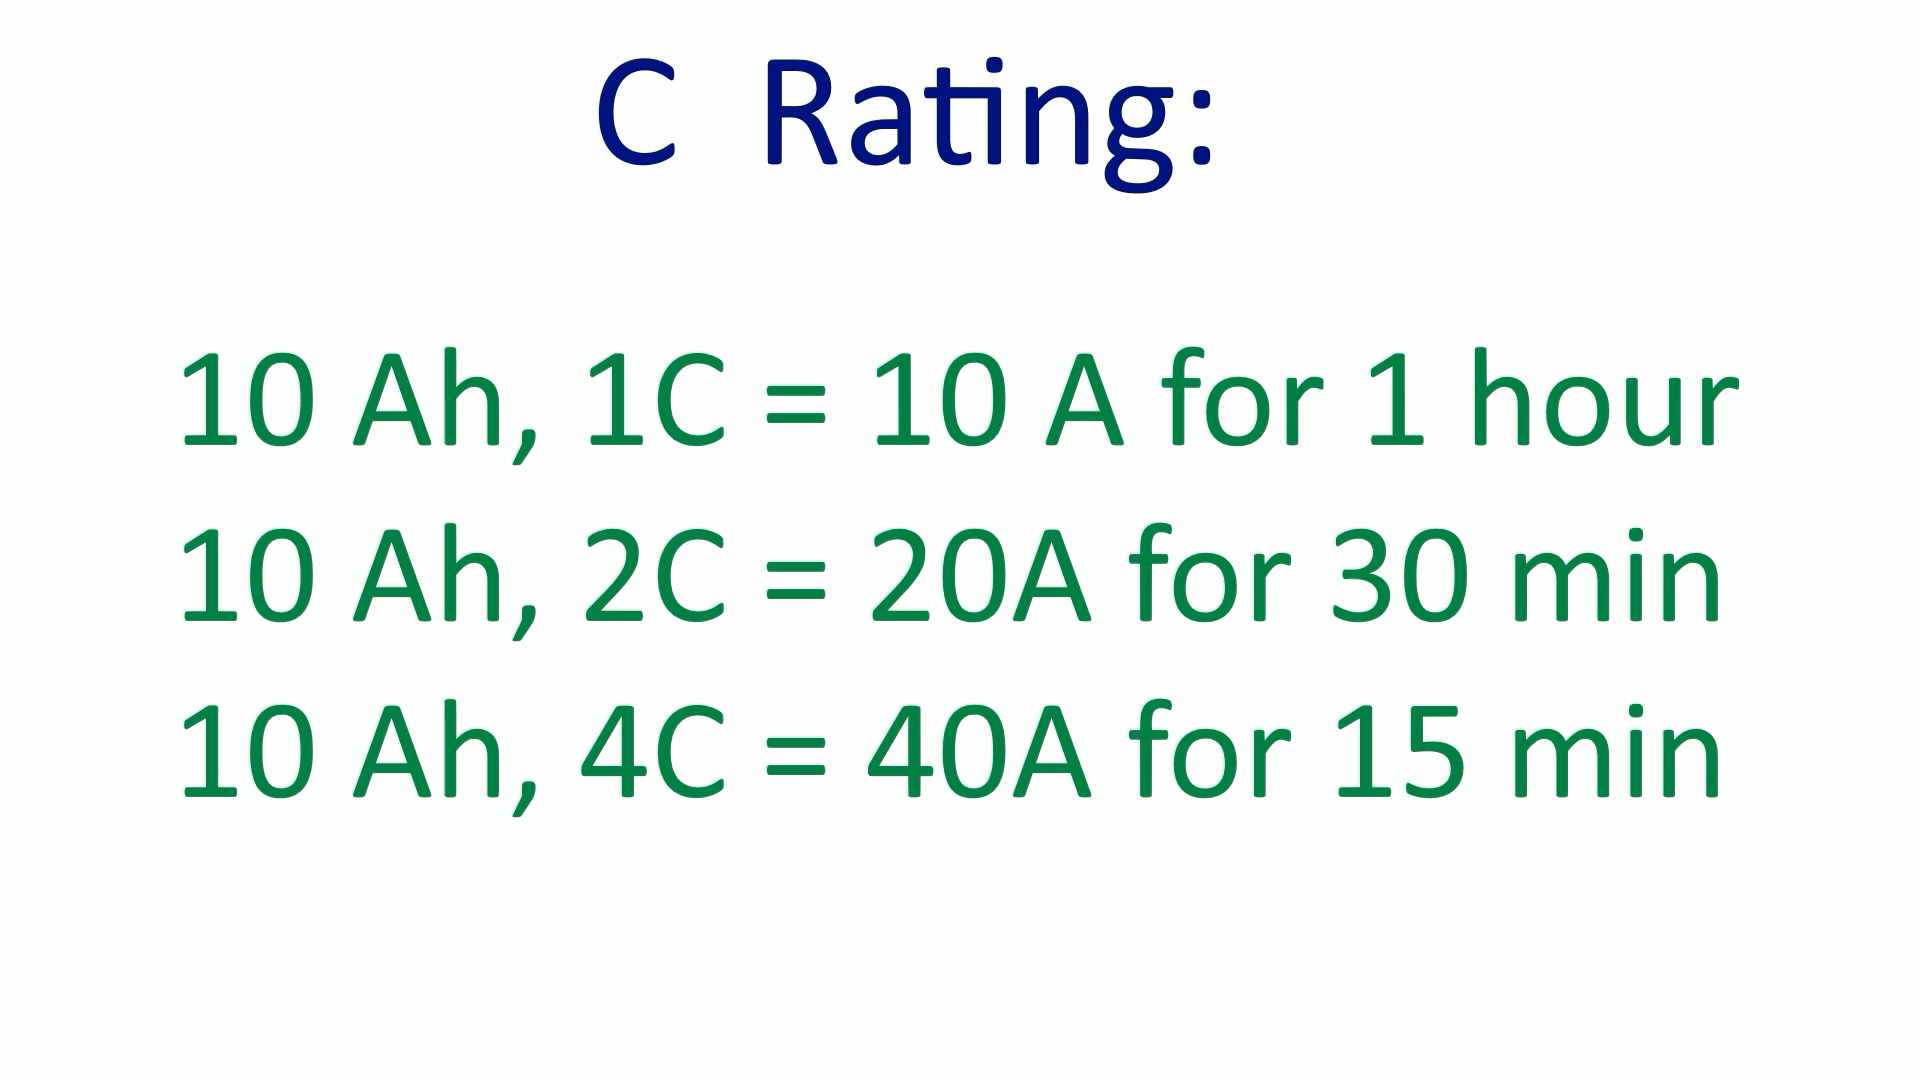 C Rating:
10 Ah, 1C = 10 A for 1 hour
10 Ah, 2C = 20A for 30 min
10 Ah, 4C = 40A for 15 min